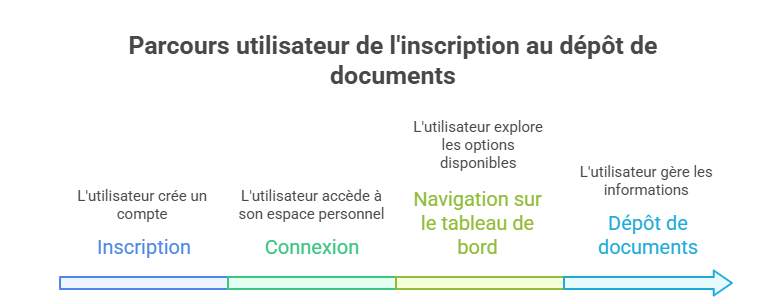 Parcours utilisateur de l'inscription au dépôt de
documents
L'utilisateur crée un
compte
Inscription
L'utilisateur accède à
son espace personnel
Connexion
L'utilisateur explore
les options
disponibles
Navigation sur
le tableau de
bord
L'utilisateur gère les
informations
Dépôt de
documents